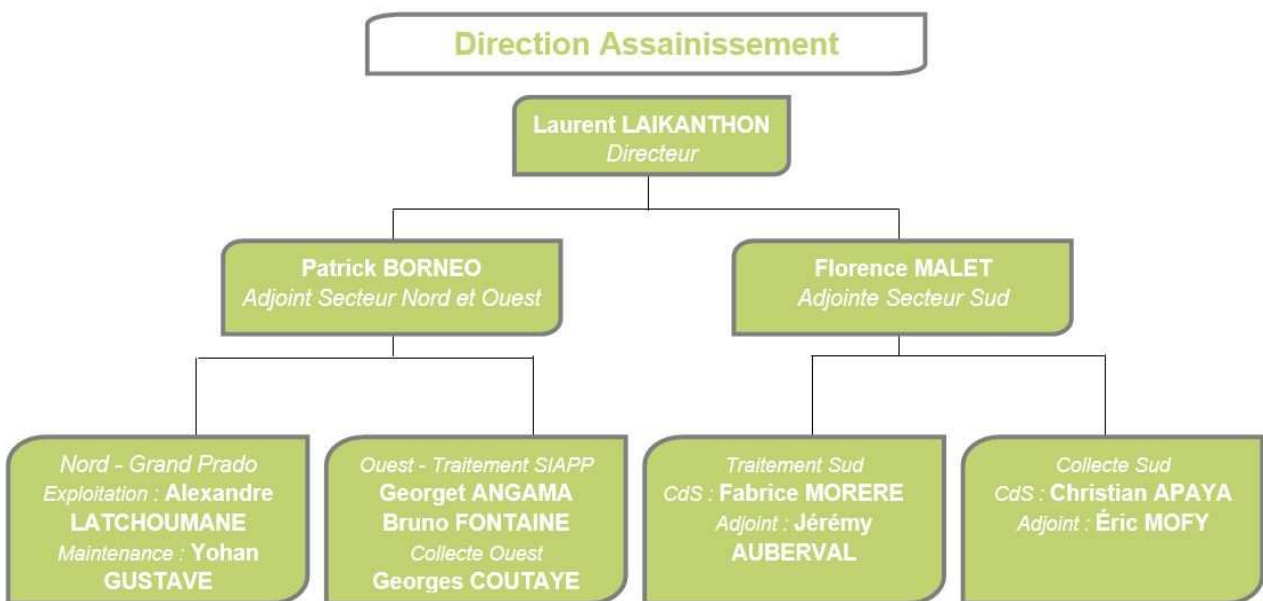 Direction Assainissement
Laurent LAIKANTHON
Directeur
Patrick BORNEO
Adjoint Secteur Nord et Ouest
Florence MALET
Adjointe Secteur Sud
Nord - Grand Prado
Exploitation : Alexandre
LATCHOUMANE
Maintenance : Yohan
GUSTAVE
Ouest - Traitement SIAPP
Georget ANGAMA
Bruno FONTAINE
Collecte Ouest
Georges COUTAYE
Traitement Sud
CdS : Fabrice MORERE
Adjoint : Jérémy
AUBERVAL
Collecte Sud
CdS : Christian APAYA
Adjoint : Éric MOFY